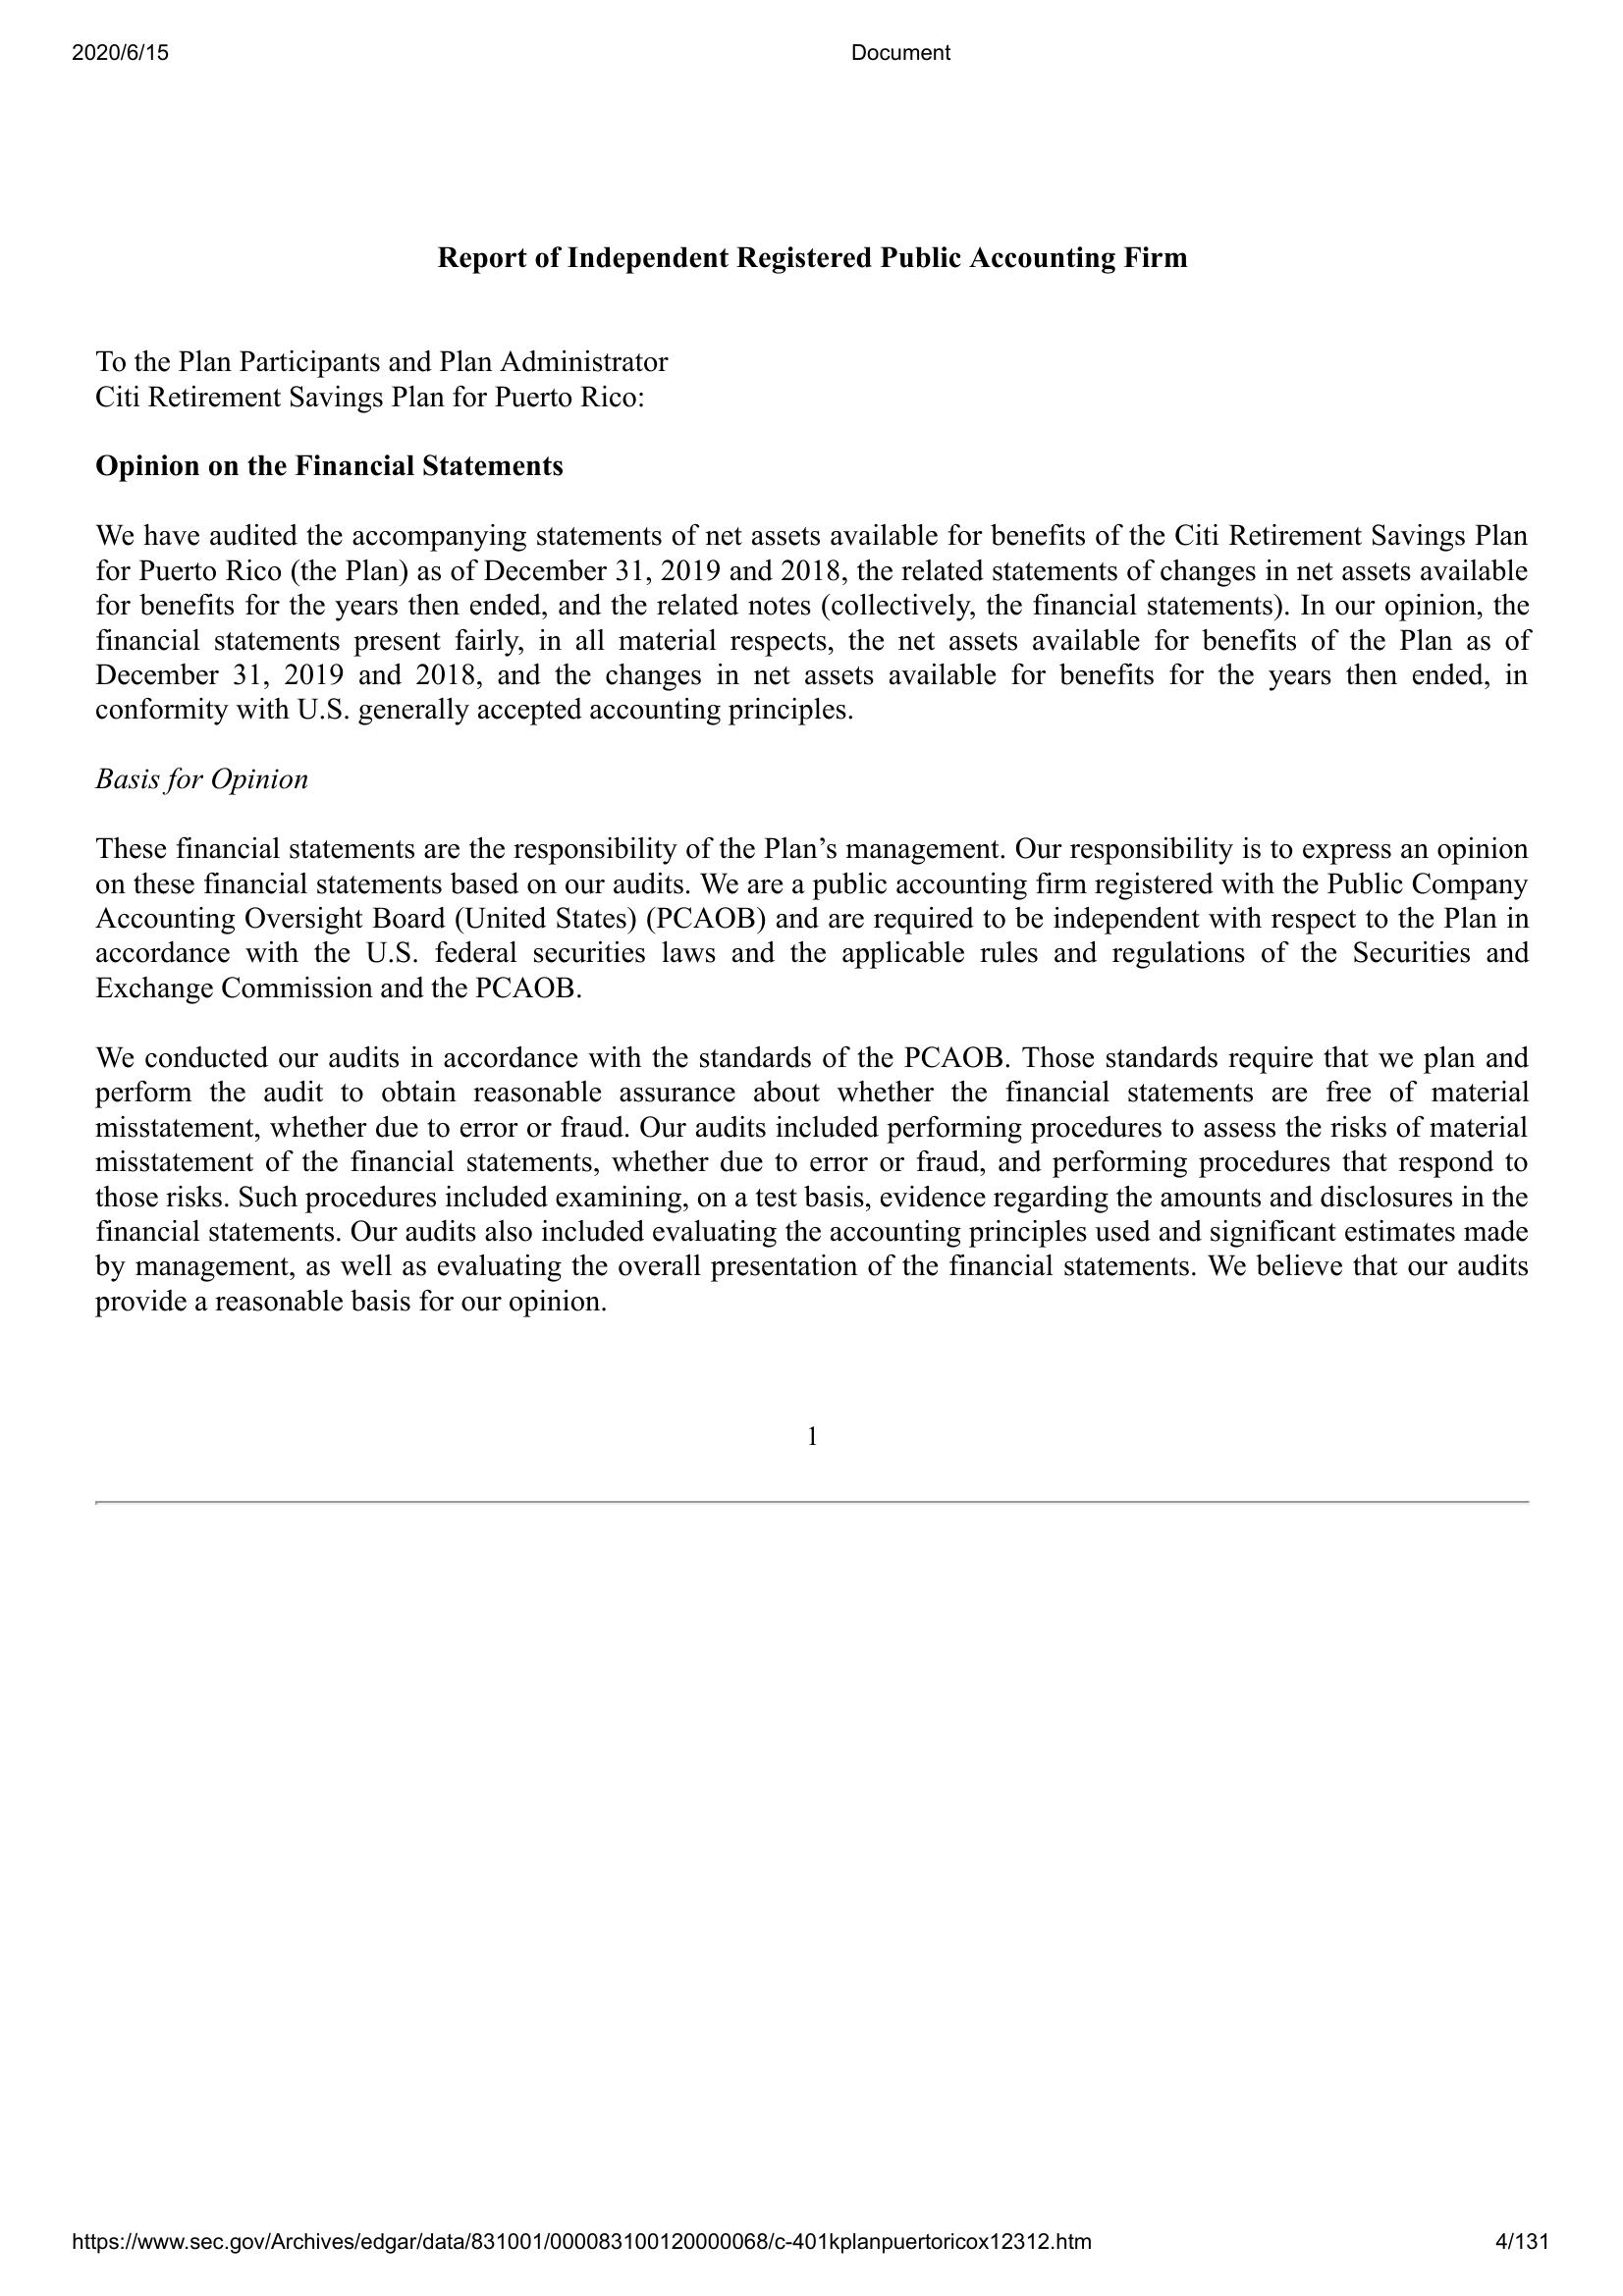 2020/6/15 Document
Report of Independent Registered Public Accounting Firm
To the Plan Participants and Plan Administrator
Citi Retirement Savings Plan for Puerto Rico:
Opinion on the Financial Statements
We have audited the accompanying statements of net assets available for benefits of the Citi Retirement Savings Plan
for Puerto Rico (the Plan) as of December 31, 2019 and 2018, the related statements of changes in net assets available
for benefits for the years then ended, and the related notes (collectively, the financial statements). In our opinion, the
financial statements present fairly, in all material respects, the net assets available for benefits of the Plan as of
December 31, 2019 and 2018, and the changes in net assets available for benefits for the years then ended, in
conformity with U.S. generally accepted accounting principles.
Basis for Opinion
These financial statements are the responsibility of the Plan’s management. Our responsibility is to express an opinion
on these financial statements based on our audits. We are a public accounting firm registered with the Public Company
Accounting Oversight Board (United States) (PCAOB) and are required to be independent with respect to the Plan in
accordance with the U.S. federal securities laws and the applicable rules and regulations of the Securities and
Exchange Commission and the PCAOB.
We conducted our audits in accordance with the standards of the PCAOB. Those standards require that we plan and
perform the audit to obtain reasonable assurance about whether the financial statements are free of material
misstatement, whether due to error or fraud. Our audits included performing procedures to assess the risks of material
misstatement of the financial statements, whether due to error or fraud, and performing procedures that respond to
those risks. Such procedures included examining, on a test basis, evidence regarding the amounts and disclosures in the
financial statements. Our audits also included evaluating the accounting principles used and significant estimates made
by management, as well as evaluating the overall presentation of the financial statements. We believe that our audits
provide a reasonable basis for our opinion.
1
https://www.sec.gov/Archives/edgar/data/831001/000083100120000068/c-401kplanpuertoricox12312.htm 4/131